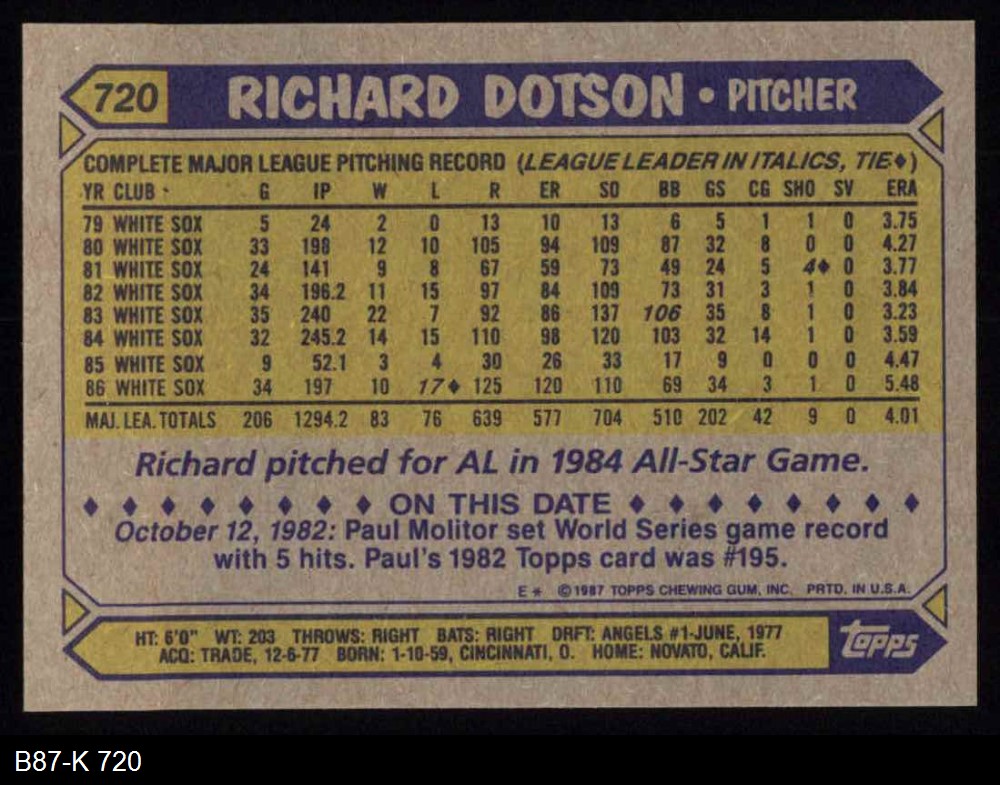 720 RICHARD DOTSON • PITCHER
COMPLETE MAJOR LEAGUE PITCHING RECORD (LEAGUE LEADER IN ITALICS, TIE♦)
YR CLUB G IP W L R ER SO BB GS CG SHO SV ERA
79 WHITE SOX 5 24 2 0 13 10 13 6 5 1 1 0 3.75
80 WHITE SOX 33 198 12 10 105 94 109 87 32 8 0 0 4.27
81 WHITE SOX 24 141 9 8 67 59 73 49 24 5 4♦ 0 3.77
82 WHITE SOX 34 196.2 11 15 97 84 109 73 31 3 1 0 3.84
83 WHITE SOX 35 240 22 7 92 86 137 106 35 8 1 0 3.23
84 WHITE SOX 32 245.2 14 15 110 98 120 103 32 14 1 0 3.59
85 WHITE SOX 9 52.1 3 4 30 26 33 17 9 0 0 0 4.47
86 WHITE SOX 34 197 10 17♦ 125 120 110 69 34 3 1 0 5.48
MAJ. LEA. TOTALS 206 1294.2 83 76 639 577 704 510 202 42 9 0 4.01
Richard pitched for AL in 1984 All-Star Game.
♦ ♦ ♦ ♦ ♦ ♦ ♦ ♦ ON THIS DATE ♦ ♦ ♦ ♦ ♦ ♦ ♦ ♦
October 12, 1982: Paul Molitor set World Series game record
with 5 hits. Paul's 1982 Topps card was #195.
E * ©1987 TOPPS CHEWING GUM, INC. PRTD. IN U.S.A.
HT: 6'0" WT: 203 THROWS: RIGHT BATS: RIGHT DRFT: ANGELS #1-JUNE, 1977
ACQ: TRADE, 12-6-77 BORN: 1-10-59, CINCINNATI, O. HOME: NOVATO, CALIF.
topps
B87-K 720